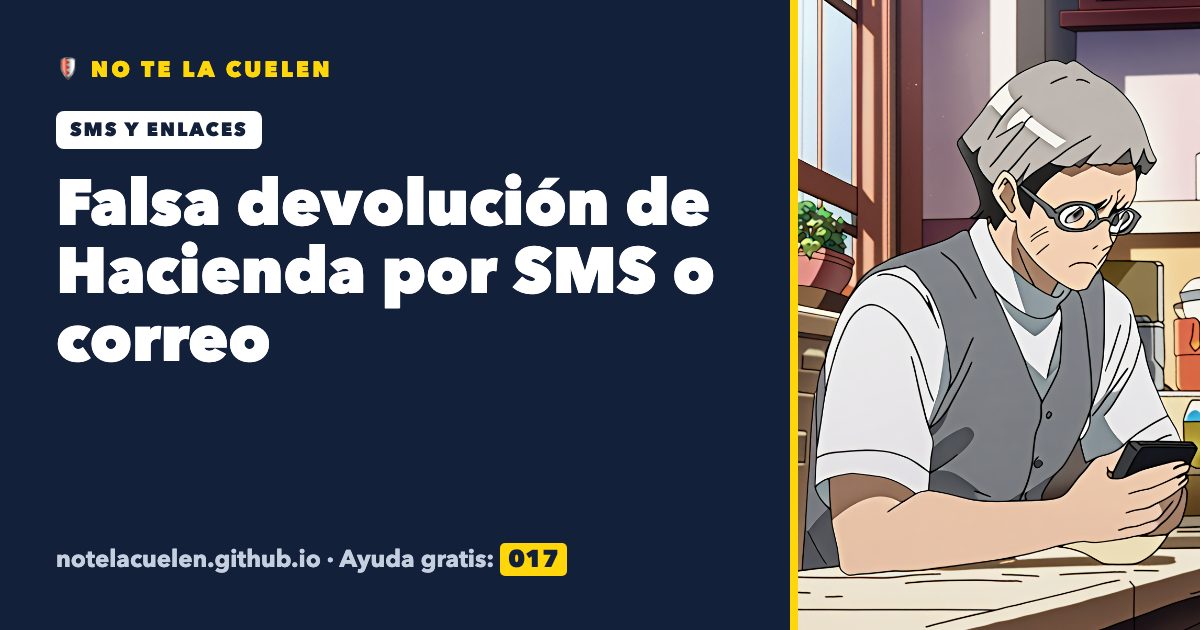 NO TE LA CUELEN
SMS Y ENLACES
Falsa devolución de
Hacienda por SMS o
correo
notelacuelen.github.io · Ayuda gratis: 017